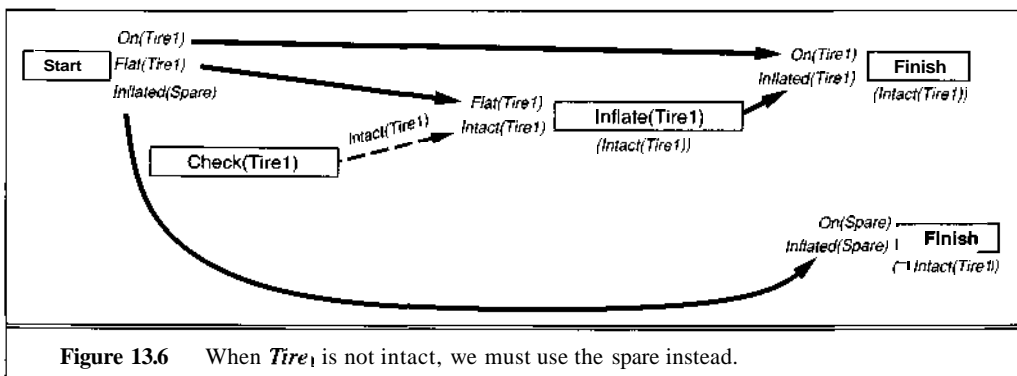 On(Tire1)
Start
Flat(Tire1)
Inflated(Spare)
On(Tire1)
Inflated(Tire1)
Finish
(Intact(Tire1))
Flat(Tire1)
Intact(Tire1)
Inflate(Tire1)
(Intact(Tire1))
Intact(Tire1)
Check(Tire1)
On(Spare)
Inflated(Spare)
Finish
(¬ Intact(Tire1))
Figure 13.6 When Tire₁ is not intact, we must use the spare instead.